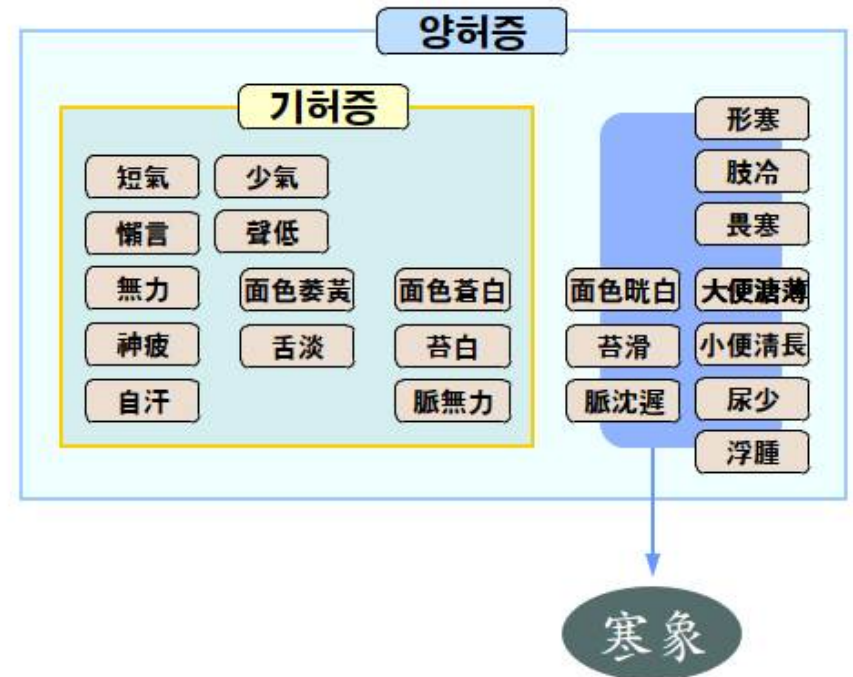 양허증
기허증
短氣
少氣
懶言
聲低
無力
面色萎黃
面色蒼白
神疲
舌淡
苔白
自汗
脈無力
形寒
肢冷
畏寒
面色晄白
大便溏薄
苔滑
小便淸長
脈沈遲
尿少
浮腫
寒象